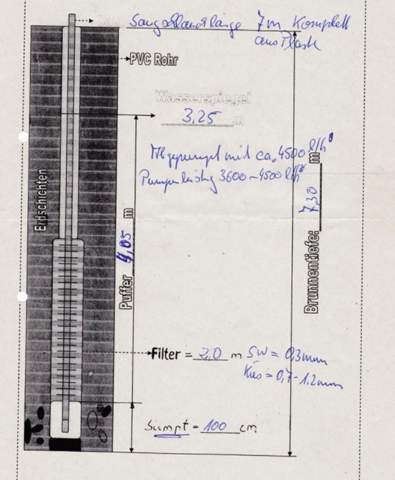 Saugschlauchlänge 7m Komplett
aus Plastik
PVC Rohr
Wasserspiegel
3,25 m
Abgepumpt mit ca. 4500 l/h
Pumpenleistung 3600-4500 l/h
Erdschichten
Puffer 4,05 m
Brunnentiefe: 7.30 m
Filter = 3,0 m SW = 0,3mm
Kies = 0,7-1.2mm
Sumpf = 100 cm